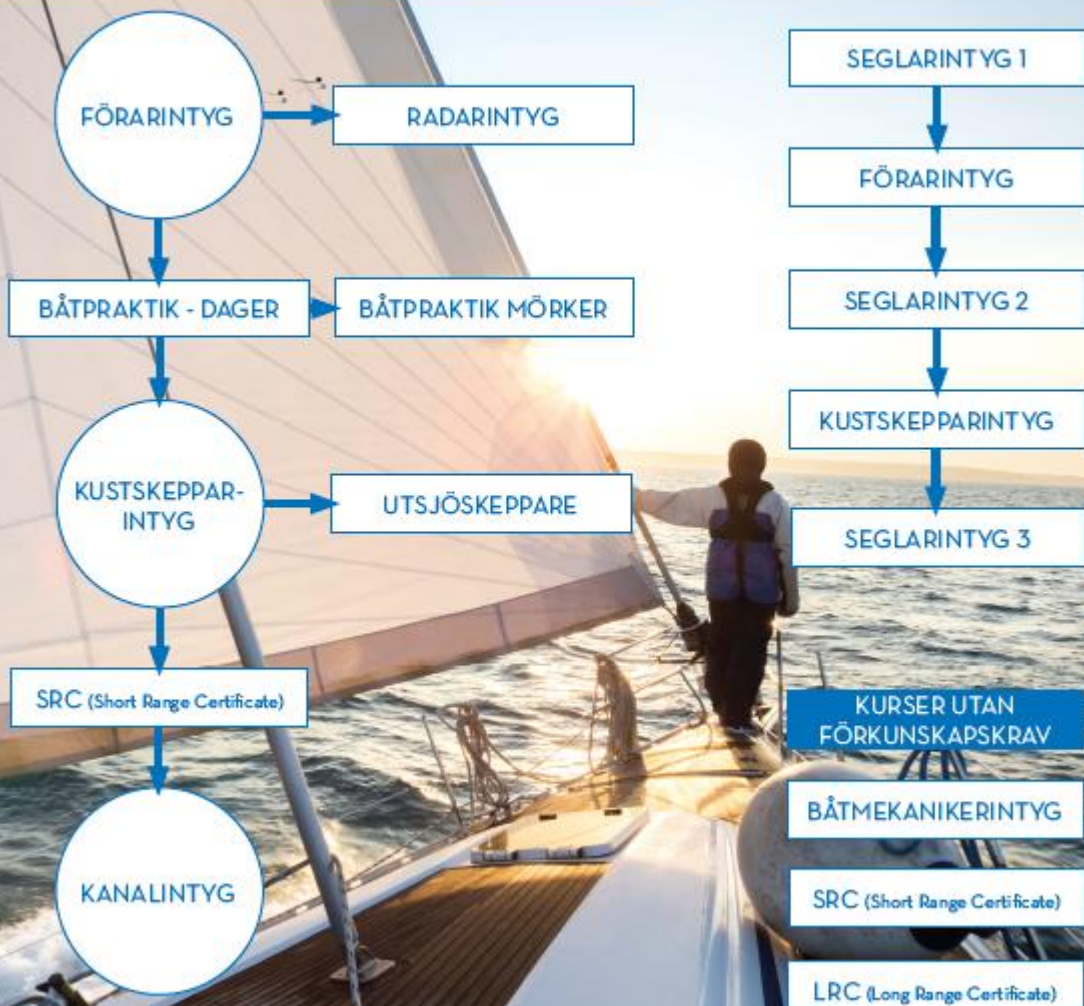 FÖRARINTYG
RADARINTYG
BÅTPRAKTIK - DAGER
BÅTPRAKTIK MÖRKER
KUSTSKEPPAR-
INTYG
UTSJÖSKEPPARE
SRC (Short Range Certificate)
KANALINTYG
SEGLARINTYG 1
FÖRARINTYG
SEGLARINTYG 2
KUSTSKEPPARINTYG
SEGLARINTYG 3
KURSER UTAN
FÖRKUNSKAPSKRAV
BÅTMEKANIKERINTYG
SRC (Short Range Certificate)
LRC (Long Range Certificate)